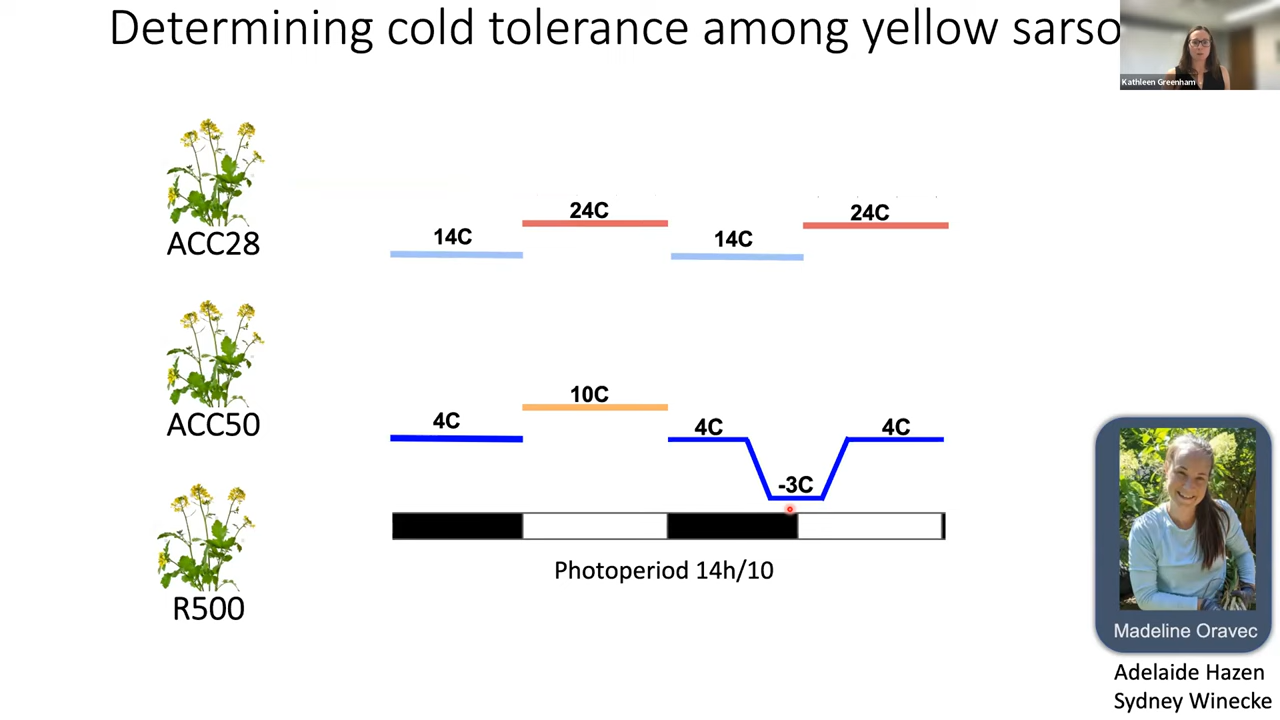 Determining cold tolerance among yellow sarso
Kathleen Greenham
ACC28
14C
24C
14C
24C
ACC50
4C
10C
4C
-3C
4C
R500
Photoperiod 14h/10
Madeline Oravec
Adelaide Hazen
Sydney Winecke